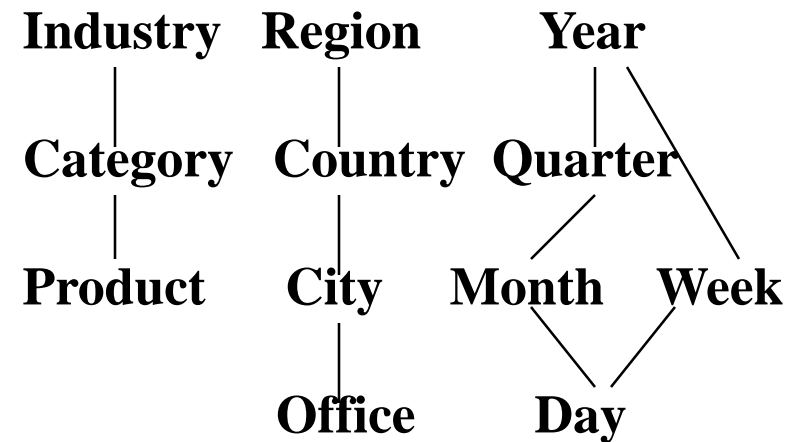 Industry Region Year
Category Country Quarter
Product City Month Week
Office Day